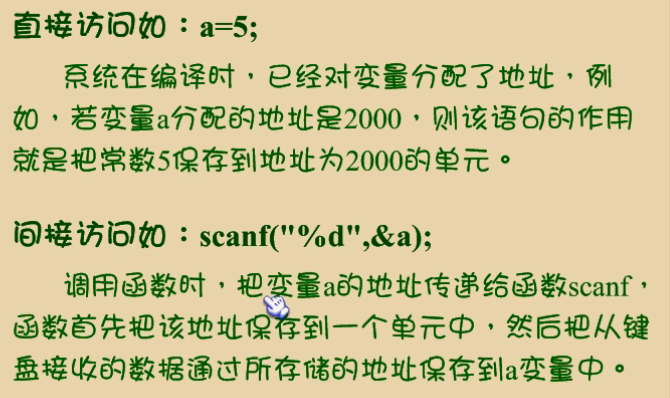 直接访问如：a=5;
系统在编译时，已经对变量分配了地址，例
如，若变量a分配的地址是2000，则该语句的作用
就是把常数5保存到地址为2000的单元。
间接访问如：scanf("%d",&a);
调用函数时，把变量a的地址传递给函数scanf，
函数首先把该地址保存到一个单元中，然后把从键
盘接收的数据通过所存储的地址保存到a变量中。